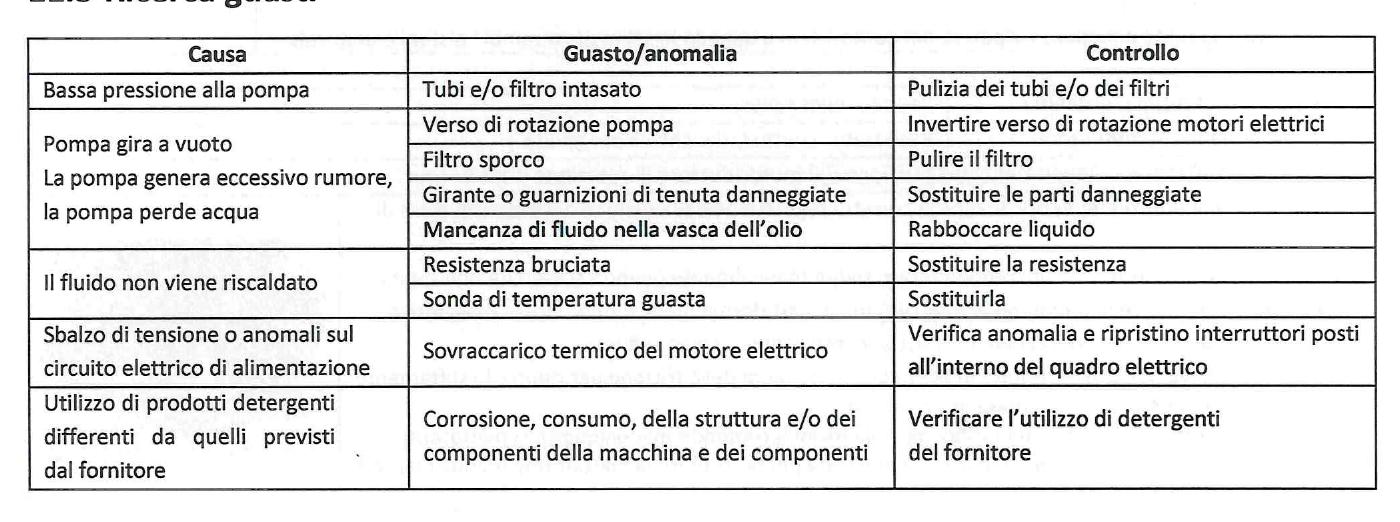 Causa Guasto/anomalia Controllo
Bassa pressione alla pompa Tubi e/o filtro intasato Pulizia dei tubi e/o dei filtri
Pompa gira a vuoto
La pompa genera eccessivo rumore,
la pompa perde acqua
Verso di rotazione pompa Invertire verso di rotazione motori elettrici
Filtro sporco Pulire il filtro
Girante o guarnizioni di tenuta danneggiate Sostituire le parti danneggiate
Mancanza di fluido nella vasca dell'olio Rabboccare liquido
Il fluido non viene riscaldato
Resistenza bruciata Sostituire la resistenza
Sonda di temperatura guasta Sostituirla
Sbalzo di tensione o anomali sul
circuito elettrico di alimentazione
Sovraccarico termico del motore elettrico
Verifica anomalia e ripristino interruttori posti
all'interno del quadro elettrico
Utilizzo di prodotti detergenti
differenti da quelli previsti
dal fornitore
Corrosione, consumo, della struttura e/o dei
componenti della macchina e dei componenti
Verificare l'utilizzo di detergenti
del fornitore